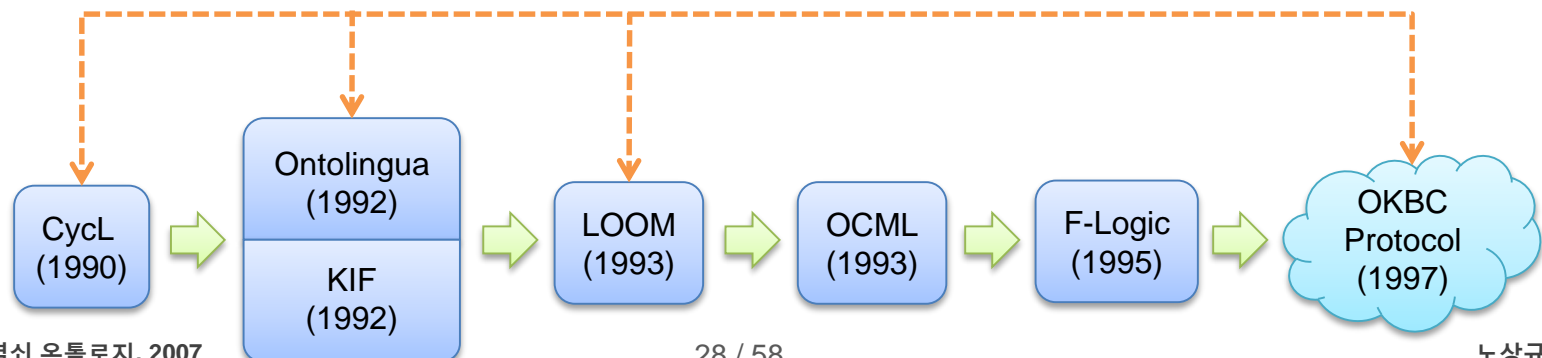 CycL
(1990)
Ontolingua
(1992)
KIF
(1992)
LOOM
(1993)
OCML
(1993)
F-Logic
(1995)
OKBC
Protocol
(1997)
온톨로지, 2007
28 / 58